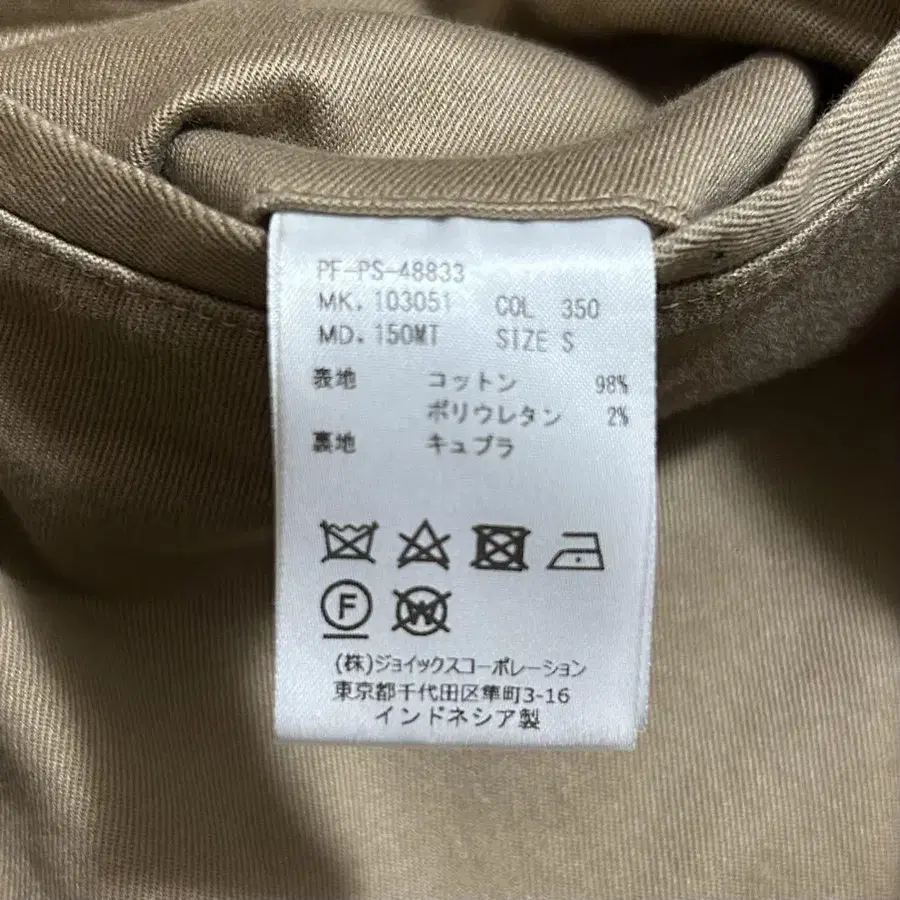 PF-PS-48833
MK. 103051 COL 350
MD. 150MT SIZE S
表地 コットン 98%
ポリウレタン 2%
裏地 キュプラ
F W
(株)ジョイックスコーポレーション
東京都千代田区隼町3-16
インドネシア製